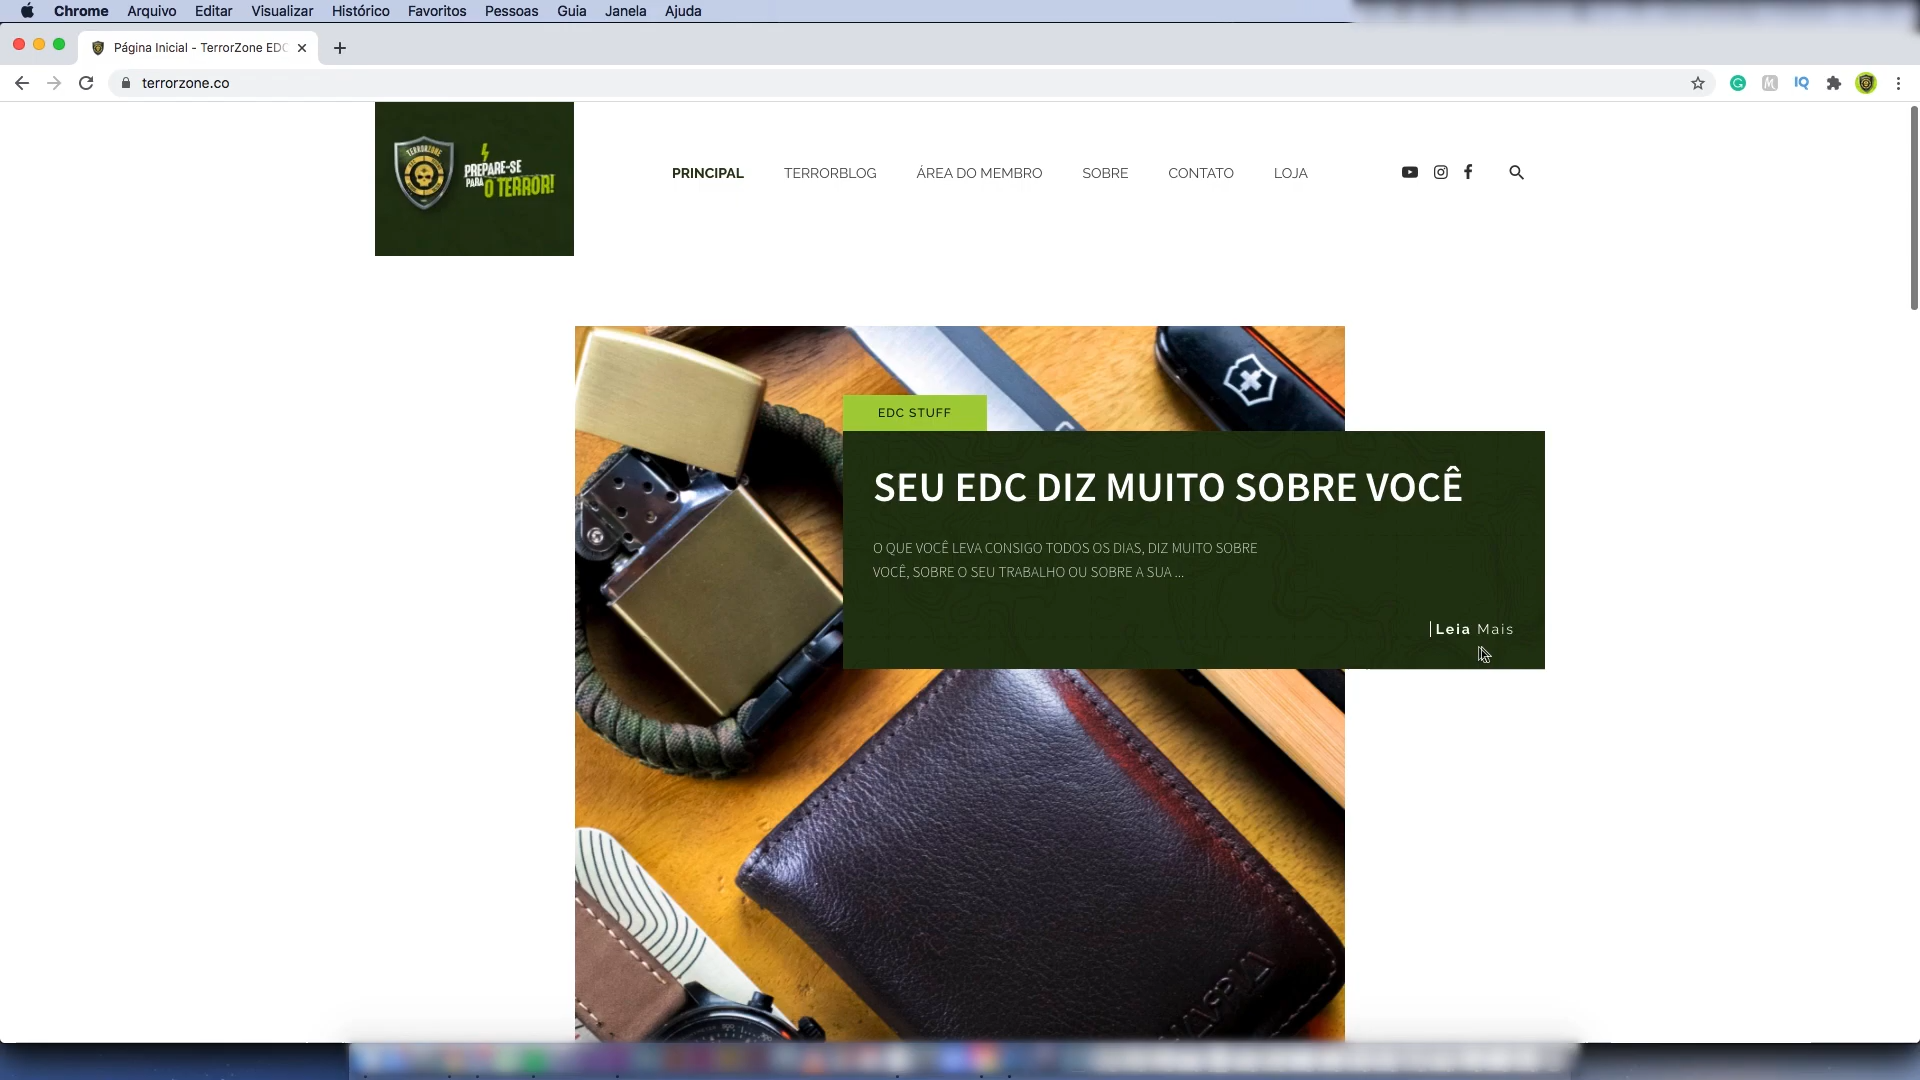 Chrome Arquivo Editar Visualizar Histórico Favoritos Pessoas Guia Janela Ajuda
Página Inicial - TerrorZone EDC
terrorzone.co
TERRORZONE
PREPARE-SE
PARA O TERROR!
PRINCIPAL TERRORBLOG ÁREA DO MEMBRO SOBRE CONTATO LOJA
EDC STUFF
SEU EDC DIZ MUITO SOBRE VOCÊ
O QUE VOCÊ LEVA CONSIGO TODOS OS DIAS, DIZ MUITO SOBRE
VOCÊ, SOBRE O SEU TRABALHO OU SOBRE A SUA ...
Leia Mais